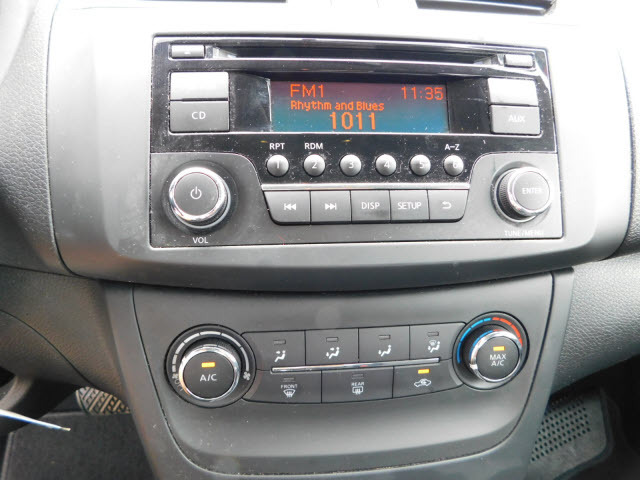 FM1 11:35
Rhythm and Blues
1011
CD
AUX
RPT RDM A-Z
1 2 3 4 5 6
VOL
DISP SETUP
ENTER
TUNE/MENU
A/C
FRONT REAR
MAX A/C